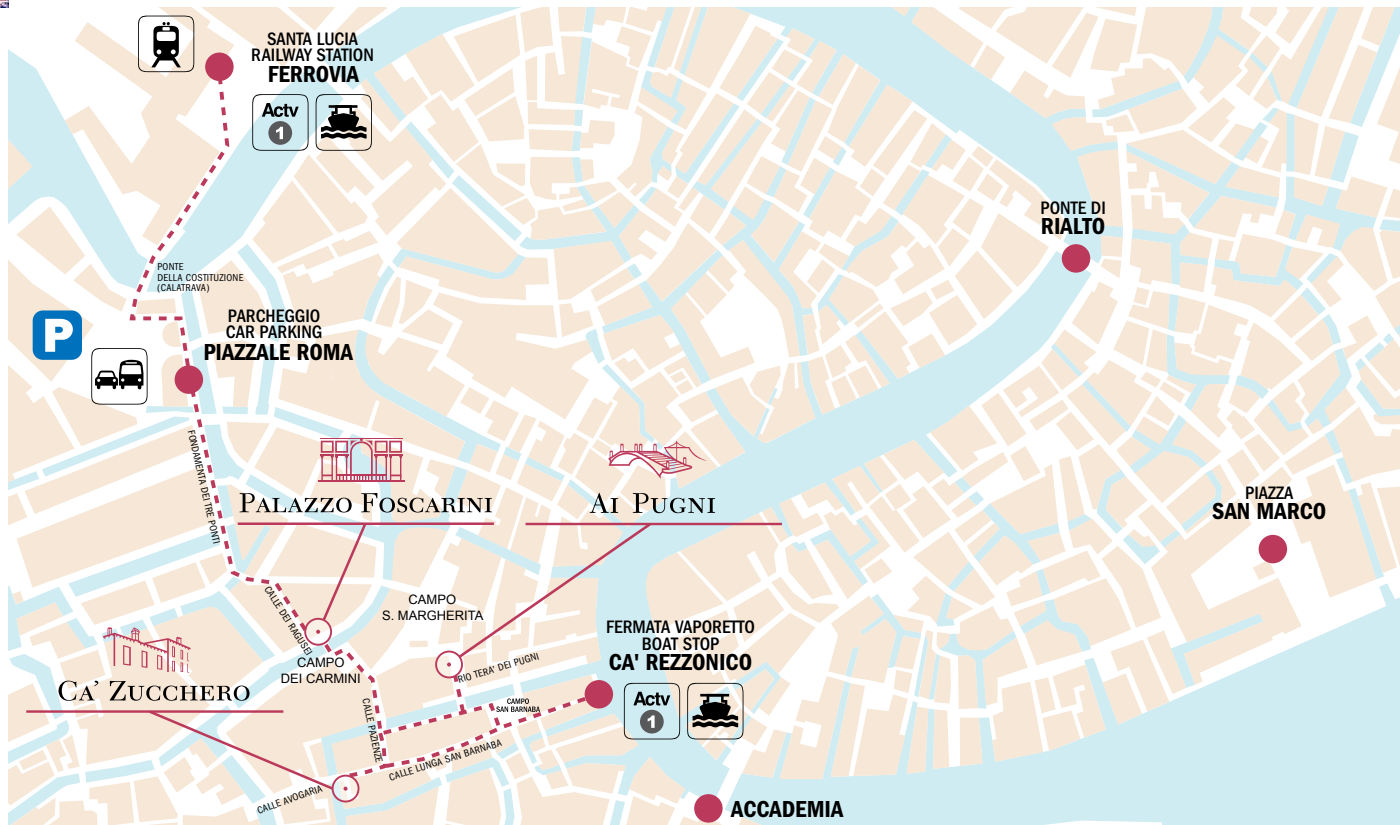 SANTA LUCIA
RAILWAY STATION
FERROVIA
Actv
1
PONTE DI
RIALTO
PONTE
DELLA COSTITUZIONE
(CALATRAVA)
P
PARCHEGGIO
CAR PARKING
PIAZZALE ROMA
FONDAMENTA DEI TRE PONTI
PALAZZO FOSCARINI
AI PUGNI
PIAZZA
SAN MARCO
CALLE DEI RAGUSEI
CAMPO
S. MARGHERITA
CAMPO
DEI CARMINI
FERMATA VAPORETTO
BOAT STOP
CA' REZZONICO
Actv
1
RIO TERA' DEI PUGNI
CA' ZUCCHERO
CALLE PAZIENZE
CAMPO
SAN BARNABA
CALLE LUNGA SAN BARNABA
CALLE AVOGARIA
ACCADEMIA